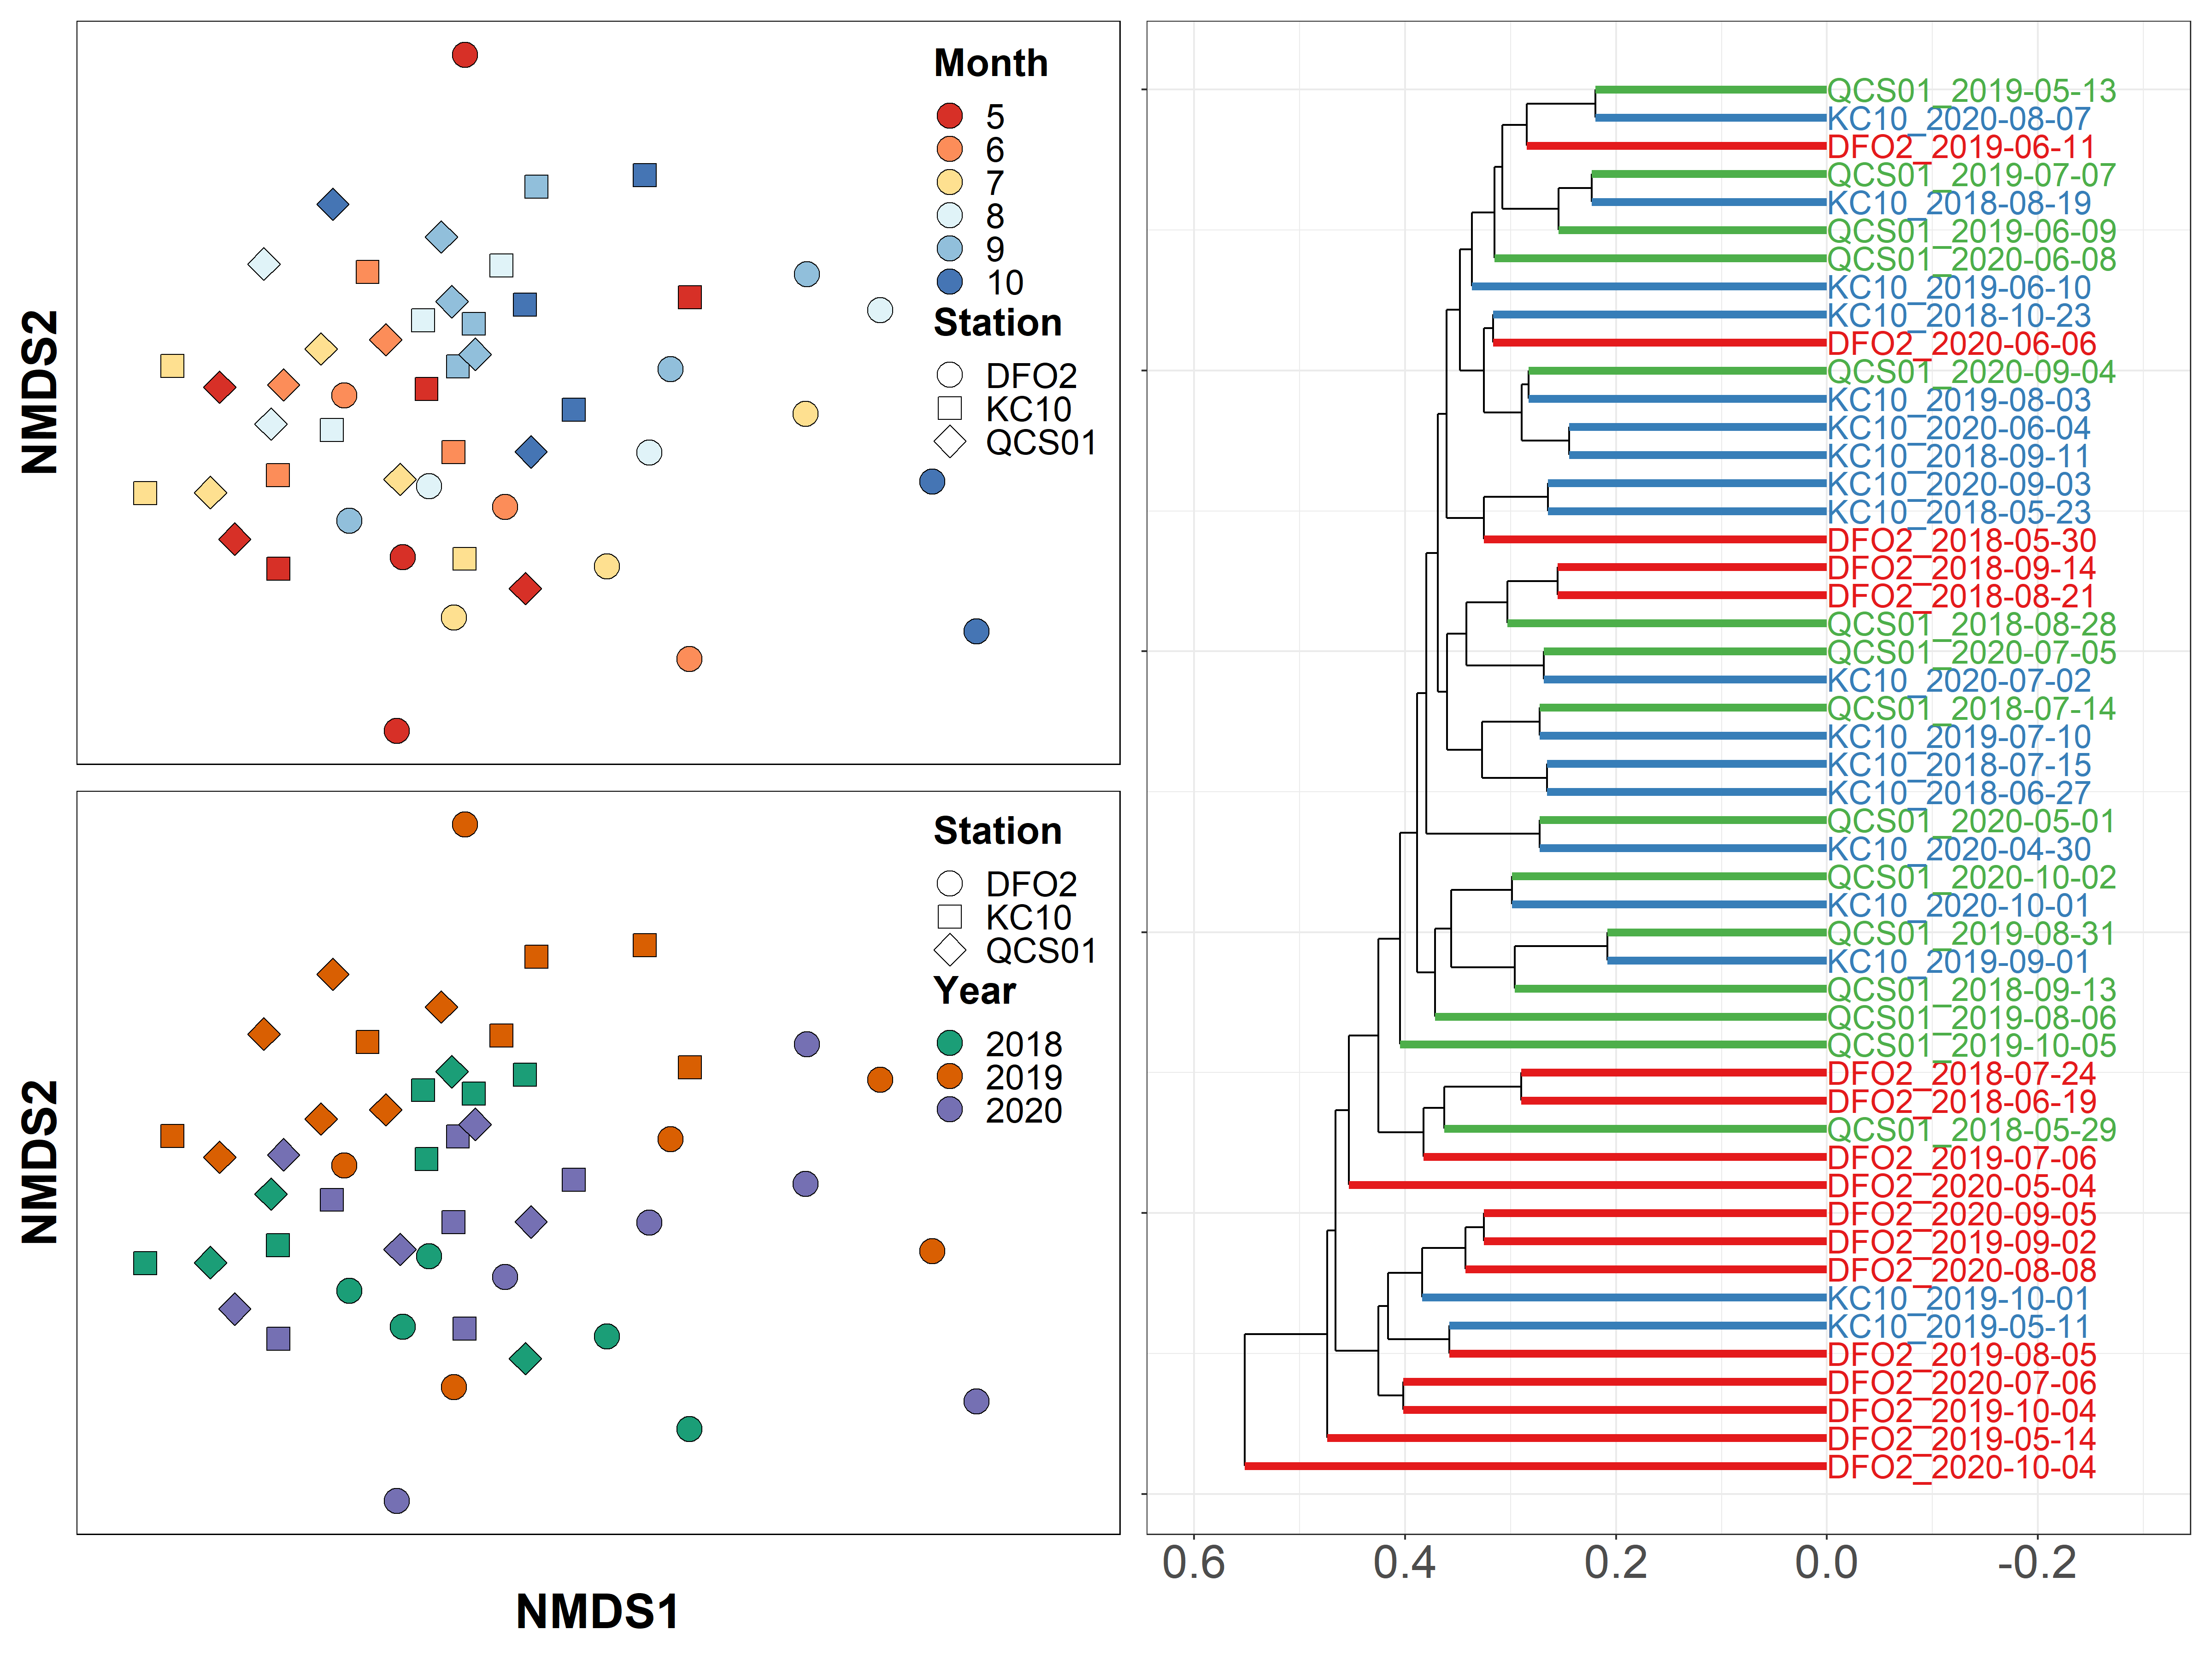 NMDS2
Month
5
6
7
8
9
10
Station
DFO2
KC10
QCS01
NMDS2
Station
DFO2
KC10
QCS01
Year
2018
2019
2020
NMDS1
QCS01_2019-05-13
KC10_2020-08-07
DFO2_2019-06-11
QCS01_2019-07-07
KC10_2018-08-19
QCS01_2019-06-09
QCS01_2020-06-08
KC10_2019-06-10
KC10_2018-10-23
DFO2_2020-06-06
QCS01_2020-09-04
KC10_2019-08-03
KC10_2020-06-04
KC10_2018-09-11
KC10_2020-09-03
KC10_2018-05-23
DFO2_2018-05-30
DFO2_2018-09-14
DFO2_2018-08-21
QCS01_2018-08-28
QCS01_2020-07-05
KC10_2020-07-02
QCS01_2018-07-14
KC10_2019-07-10
KC10_2018-07-15
KC10_2018-06-27
QCS01_2020-05-01
KC10_2020-04-30
QCS01_2020-10-02
KC10_2020-10-01
QCS01_2019-08-31
KC10_2019-09-01
QCS01_2018-09-13
QCS01_2019-08-06
QCS01_2019-10-05
DFO2_2018-07-24
DFO2_2018-06-19
QCS01_2018-05-29
DFO2_2019-07-06
DFO2_2020-05-04
DFO2_2020-09-05
DFO2_2019-09-02
DFO2_2020-08-08
KC10_2019-10-01
KC10_2019-05-11
DFO2_2019-08-05
DFO2_2020-07-06
DFO2_2019-10-04
DFO2_2019-05-14
DFO2_2020-10-04
0.6 0.4 0.2 0.0 -0.2